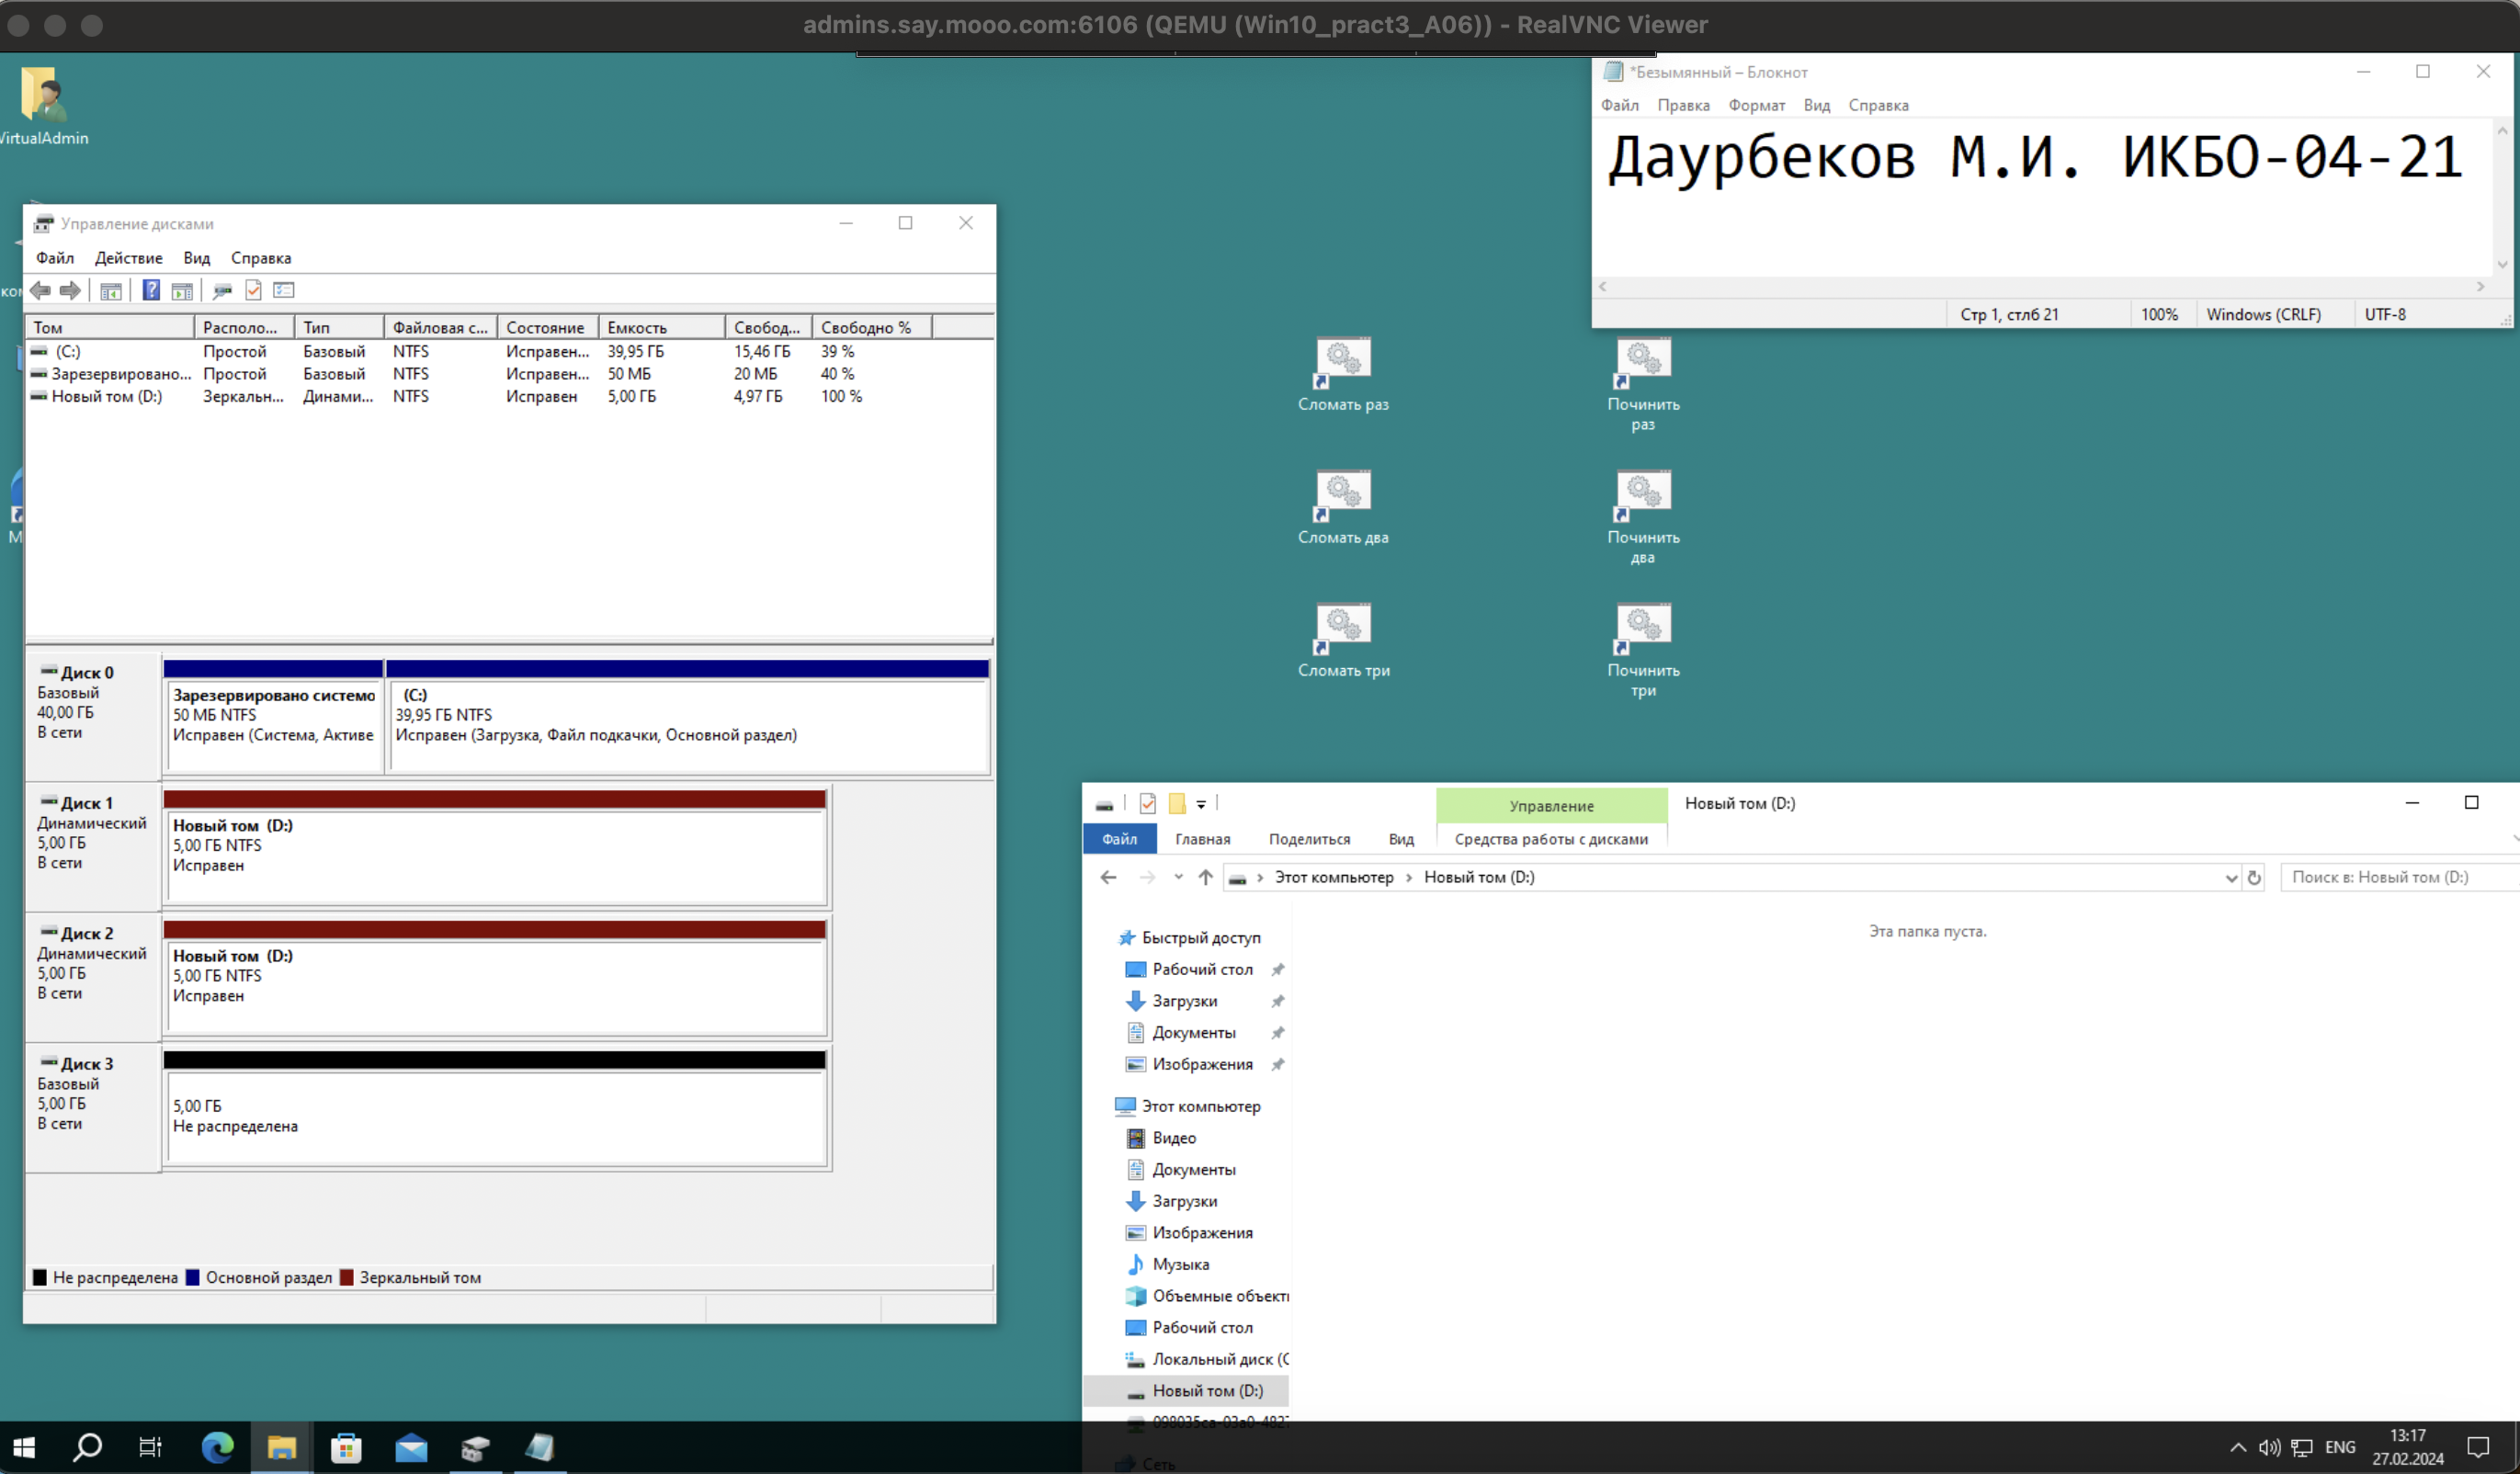 admins.say.mooo.com:6106 (QEMU (Win10_pract3_A06)) - RealVNC Viewer
VirtualAdmin
*Безымянный – Блокнот
Файл Правка Формат Вид Справка
Даурбеков М.И. ИКБО-04-21
Стр 1, стлб 21 100% Windows (CRLF) UTF-8
Управление дисками
Файл Действие Вид Справка
Том Располо... Тип Файловая с... Состояние Емкость Свобод... Свободно %
(C:) Простой Базовый NTFS Исправен... 39,95 ГБ 15,46 ГБ 39 %
Зарезервировано... Простой Базовый NTFS Исправен... 50 МБ 20 МБ 40 %
Новый том (D:) Зеркальн... Динами... NTFS Исправен 5,00 ГБ 4,97 ГБ 100 %
Диск 0
Базовый
40,00 ГБ
В сети
Зарезервировано системо
50 МБ NTFS
Исправен (Система, Активе
(C:)
39,95 ГБ NTFS
Исправен (Загрузка, Файл подкачки, Основной раздел)
Диск 1
Динамический
5,00 ГБ
В сети
Новый том (D:)
5,00 ГБ NTFS
Исправен
Диск 2
Динамический
5,00 ГБ
В сети
Новый том (D:)
5,00 ГБ NTFS
Исправен
Диск 3
Базовый
5,00 ГБ
В сети
5,00 ГБ
Не распределена
Не распределена Основной раздел Зеркальный том
Сломать раз
Починить
раз
Сломать два
Починить
два
Сломать три
Починить
три
Управление
Новый том (D:)
Файл Главная Поделиться Вид Средства работы с дисками
Этот компьютер › Новый том (D:)
Поиск в: Новый том (D:)
Эта папка пуста.
Быстрый доступ
Рабочий стол
Загрузки
Документы
Изображения
Этот компьютер
Видео
Документы
Загрузки
Изображения
Музыка
Объемные объект
Рабочий стол
Локальный диск (C
Новый том (D:)
Сеть
ENG
13:17
27.02.2024